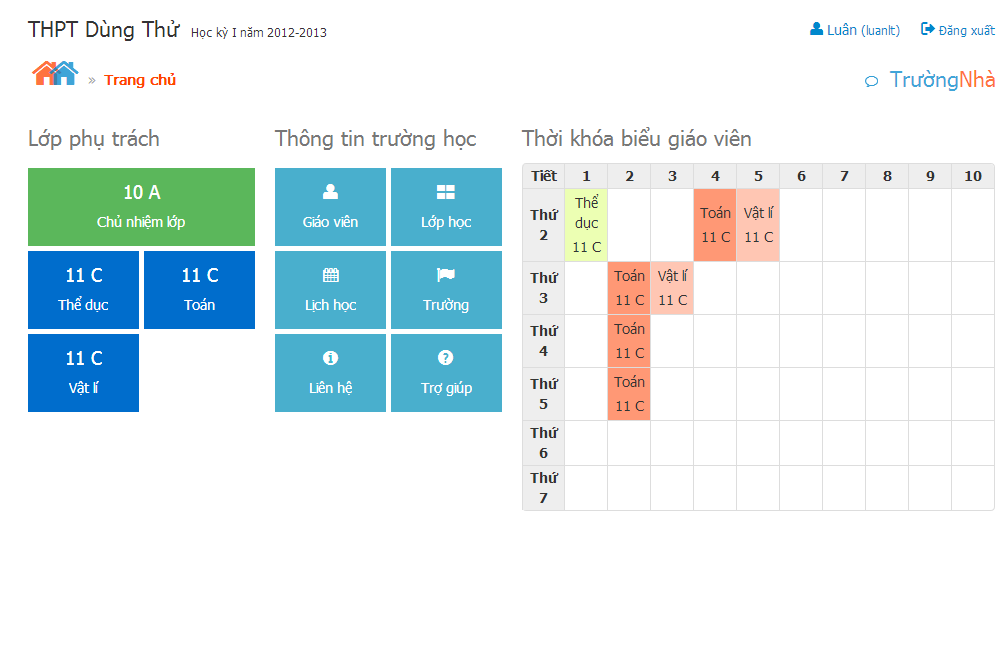 THPT Dùng Thử Học kỳ I năm 2012-2013
Luân (luanlt) Đăng xuất
» Trang chủ
TrườngNhà
Lớp phụ trách
10 A
Chủ nhiệm lớp
11 C
Thể dục
11 C
Toán
11 C
Vật lí
Thông tin trường học
Giáo viên
Lớp học
Lịch học
Trường
Liên hệ
Trợ giúp
Thời khóa biểu giáo viên
Tiết 1 2 3 4 5 6 7 8 9 10
Thứ
2
Thể
dục
11 C
Toán
11 C
Vật lí
11 C
Thứ
3
Toán
11 C
Vật lí
11 C
Thứ
4
Toán
11 C
Thứ
5
Toán
11 C
Thứ
6
Thứ
7